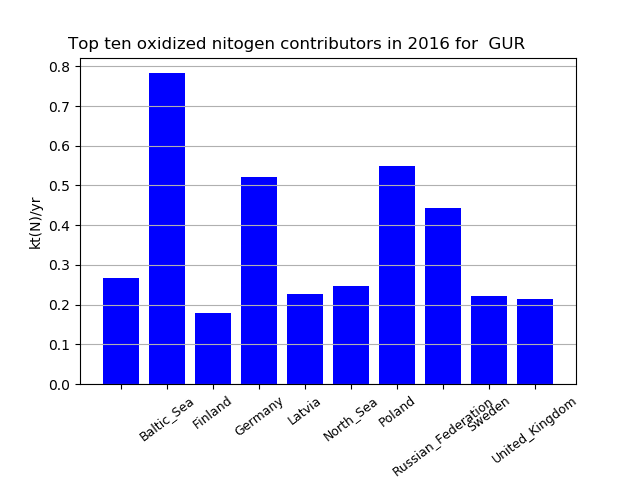 Top ten oxidized nitogen contributors in 2016 for  GUR
kt(N)/yr
0.8
0.7
0.6
0.5
0.4
0.3
0.2
0.1
0.0
Baltic_Sea
Finland
Germany
Latvia
North_Sea
Poland
Russian_Federation
Sweden
United_Kingdom